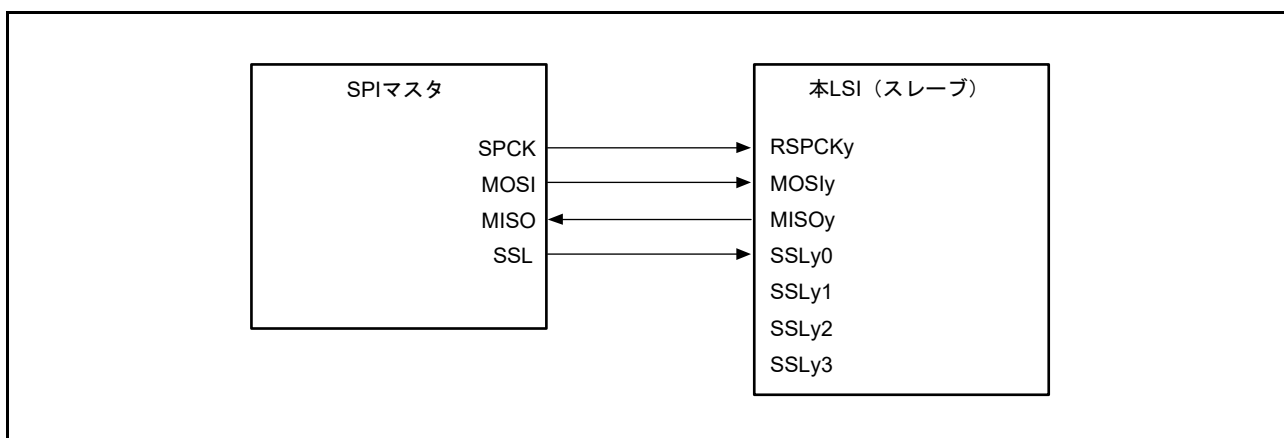 SPIマスタ
SPCK
MOSI
MISO
SSL
本LSI（スレーブ）
RSPCKy
MOSIy
MISOy
SSLy0
SSLy1
SSLy2
SSLy3